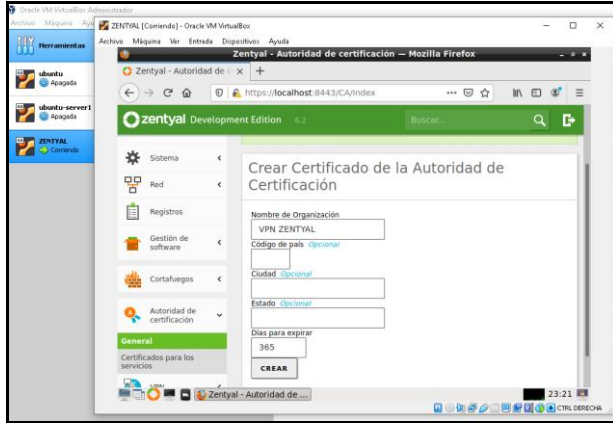 Oracle VM VirtualBox Administrador
Archivo Máquina Ayu
Herramientas
ubuntu
Apagada
ubuntu-server1
Apagada
ZENTYAL
Corriendo
ZENTYAL [Corriendo] - Oracle VM VirtualBox
Archivo Máquina Ver Entrada Dispositivos Ayuda
Zentyal - Autoridad de certificación — Mozilla Firefox
Zentyal - Autoridad de c
https://localhost:8443/CA/Index
zentyal Development Edition 6.2
Buscar...
Sistema
Red
Registros
Gestión de
software
Cortafuegos
Autoridad de
certificación
General
Certificados para los
servicios
VPN
Crear Certificado de la Autoridad de
Certificación
Nombre de Organización
VPN ZENTYAL
Código de país Opcional
Ciudad Opcional
Estado Opcional
Días para expirar
365
CREAR
Zentyal - Autoridad de ...
23:21
CTRL DERECHA